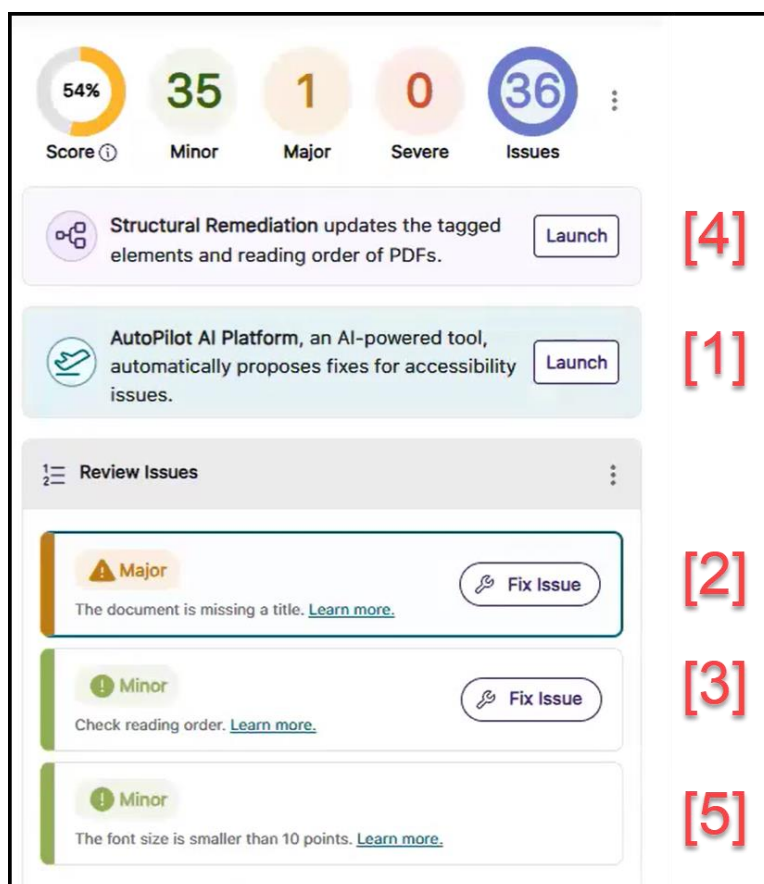 54%
35
1
0
36
Score
Minor
Major
Severe
Issues
Structural Remediation updates the tagged
elements and reading order of PDFs.
Launch
[4]
AutoPilot AI Platform, an AI-powered tool,
automatically proposes fixes for accessibility
issues.
Launch
[1]
Review Issues
Major
The document is missing a title. Learn more.
Fix Issue
[2]
Minor
Check reading order. Learn more.
Fix Issue
[3]
Minor
The font size is smaller than 10 points. Learn more.
[5]